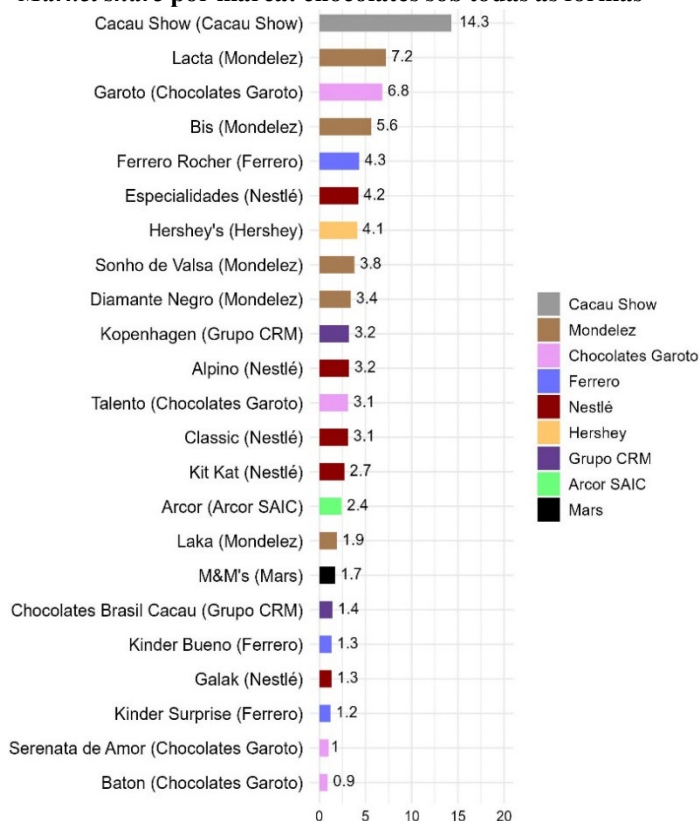 Market share por marca: chocolates sob todas as formas
Cacau Show (Cacau Show) 14.3
Lacta (Mondelez) 7.2
Garoto (Chocolates Garoto) 6.8
Bis (Mondelez) 5.6
Ferrero Rocher (Ferrero) 4.3
Especialidades (Nestlé) 4.2
Hershey's (Hershey) 4.1
Sonho de Valsa (Mondelez) 3.8
Diamante Negro (Mondelez) 3.4
Kopenhagen (Grupo CRM) 3.2
Alpino (Nestlé) 3.2
Talento (Chocolates Garoto) 3.1
Classic (Nestlé) 3.1
Kit Kat (Nestlé) 2.7
Arcor (Arcor SAIC) 2.4
Laka (Mondelez) 1.9
M&M's (Mars) 1.7
Chocolates Brasil Cacau (Grupo CRM) 1.4
Kinder Bueno (Ferrero) 1.3
Galak (Nestlé) 1.3
Kinder Surprise (Ferrero) 1.2
Serenata de Amor (Chocolates Garoto) 1
Baton (Chocolates Garoto) 0.9
0 5 10 15 20
Cacau Show
Mondelez
Chocolates Garoto
Ferrero
Nestlé
Hershey
Grupo CRM
Arcor SAIC
Mars